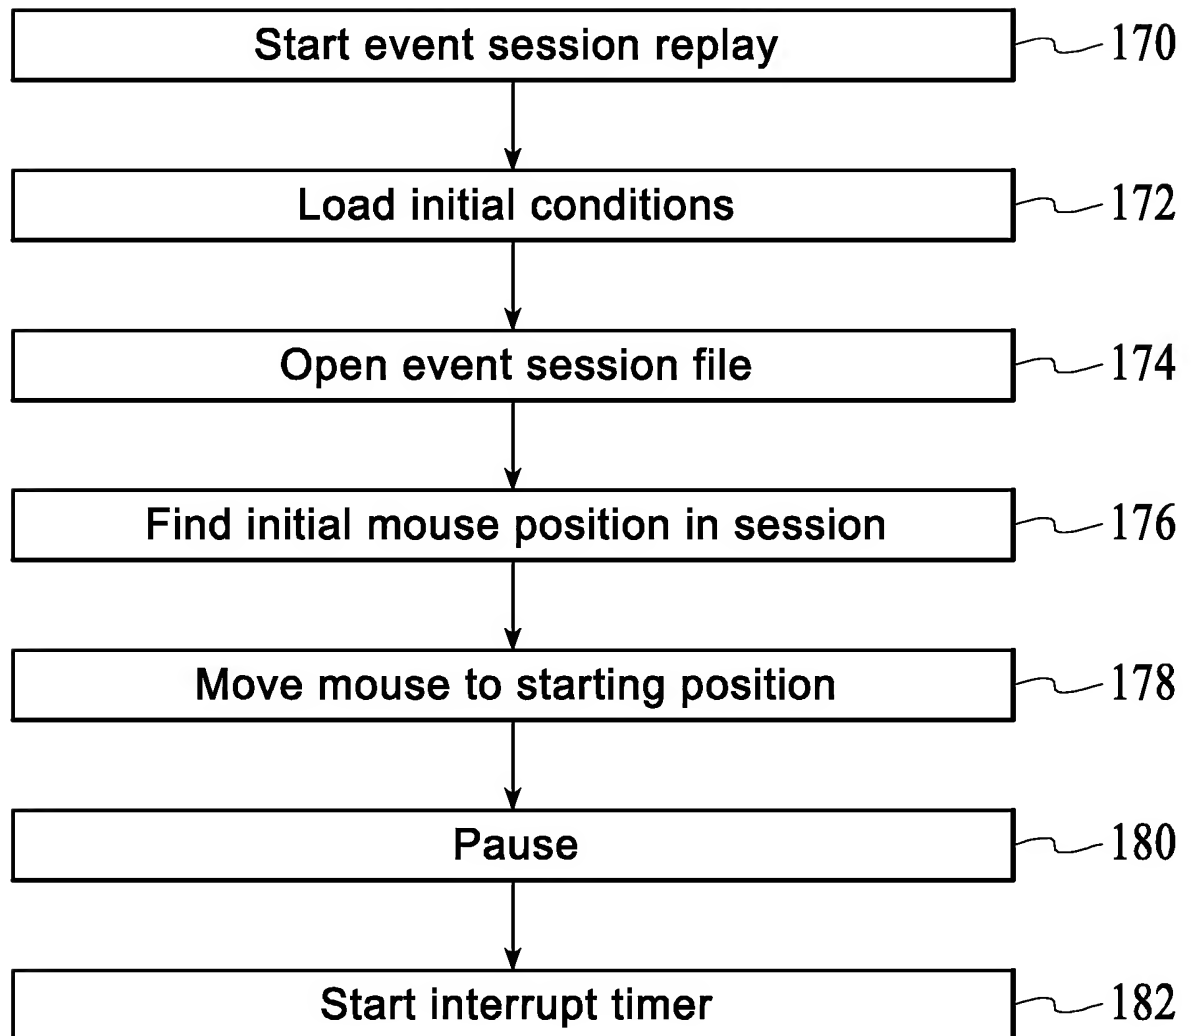 Start event session replay 170
Load initial conditions 172
Open event session file 174
Find initial mouse position in session 176
Move mouse to starting position 178
Pause 180
Start interrupt timer 182